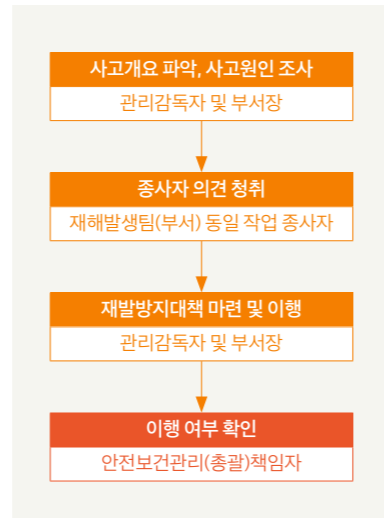 사고개요 파악, 사고원인 조사
관리감독자 및 부서장
종사자 의견 청취
재해발생팀(부서) 동일 작업 종사자
재발방지대책 마련 및 이행
관리감독자 및 부서장
이행 여부 확인
안전보건관리(총괄)책임자